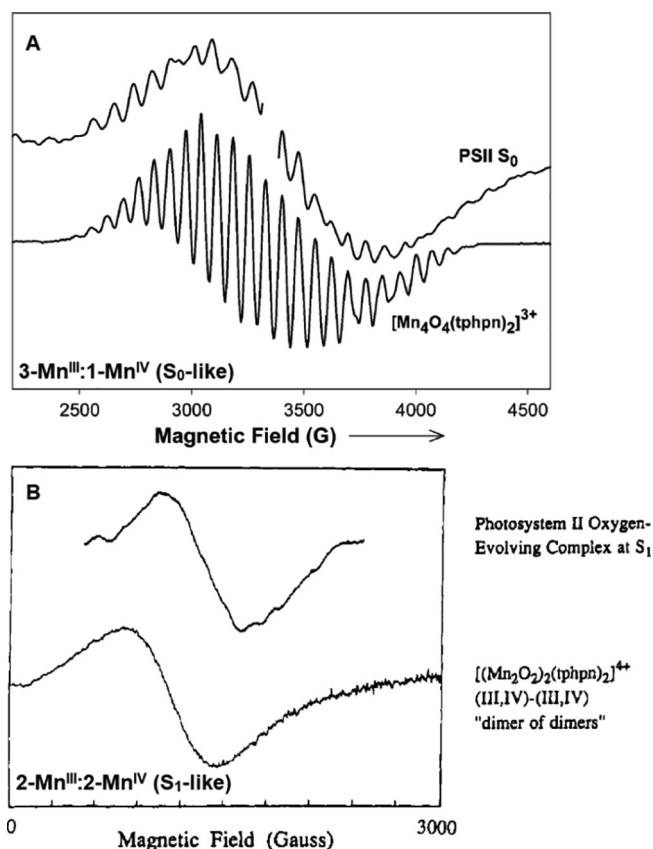 A
PSII S₀
[Mn₄O₄(tphpn)₂]³⁺
3-Mnᴵᴵᴵ:1-Mnᴵⱽ (S₀-like)
2500 3000 3500 4000 4500
Magnetic Field (G)
B
Photosystem II Oxygen-
Evolving Complex at S₁
[(Mn₂O₂)₂(tphpn)₂]⁴⁺
(III,IV)-(III,IV)
"dimer of dimers"
2-Mnᴵᴵᴵ:2-Mnᴵⱽ (S₁-like)
0 3000
Magnetic Field (Gauss)